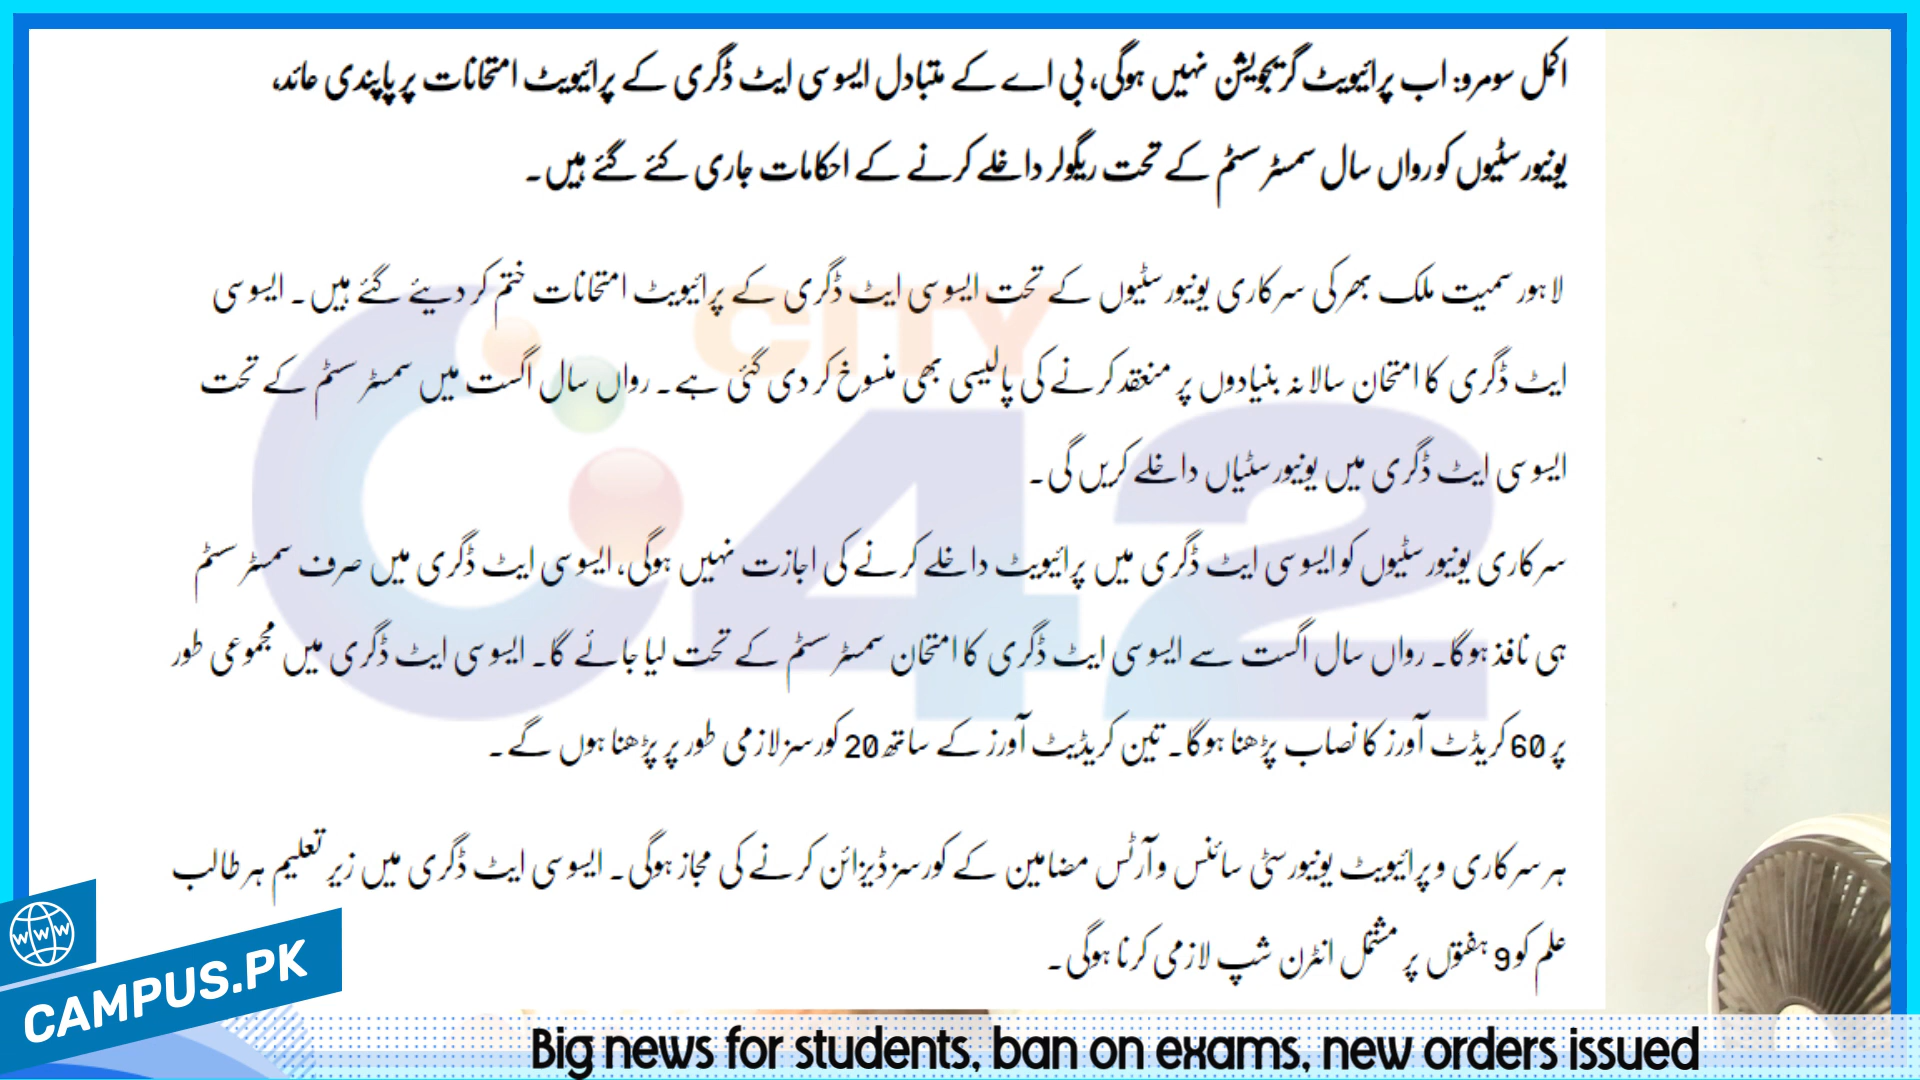 اکمل سومرو: اب پرائیویٹ گریجویشن نہیں ہوگی، بی اے کے متبادل ایسوسی ایٹ ڈگری کے پرائیویٹ امتحانات پر پابندی عائد،
یونیورسٹیوں کو رواں سال سمسٹر سسٹم کے تحت ریگولر داخلے کرنے کے احکامات جاری کئے گئے ہیں۔
لاہور سمیت ملک بھر کی سرکاری یونیورسٹیوں کے تحت ایسوسی ایٹ ڈگری کے پرائیویٹ امتحانات ختم کر دیئے گئے ہیں۔ ایسوسی
ایٹ ڈگری کا امتحان سالانہ بنیادوں پر منعقد کرنے کی پالیسی بھی منسوخ کر دی گئی ہے۔ رواں سال اگست میں سمسٹر سسٹم کے تحت
ایسوسی ایٹ ڈگری میں یونیورسٹیاں داخلے کریں گی۔
سرکاری یونیورسٹیوں کو ایسوسی ایٹ ڈگری میں پرائیویٹ داخلے کرنے کی اجازت نہیں ہوگی، ایسوسی ایٹ ڈگری میں صرف سمسٹر سسٹم
ہی نافذ ہوگا۔ رواں سال اگست سے ایسوسی ایٹ ڈگری کا امتحان سمسٹر سسٹم کے تحت لیا جائے گا۔ ایسوسی ایٹ ڈگری میں مجموعی طور
پر 60 کریڈٹ آورز کا نصاب پڑھنا ہوگا۔ تین کریڈیٹ آورز کے ساتھ 20 کورسز لازمی طور پر پڑھنا ہوں گے۔
ہر سرکاری و پرائیویٹ یونیورسٹی سائنس و آرٹس مضامین کے کورسز ڈیزائن کرنے کی مجاز ہوگی۔ ایسوسی ایٹ ڈگری میں زیر تعلیم ہر طالب
علم کو 9 ہفتوں پر مشتمل انٹرن شپ لازمی کرنا ہوگی۔
CITY
42
WWW
CAMPUS.PK
Big news for students, ban on exams, new orders issued